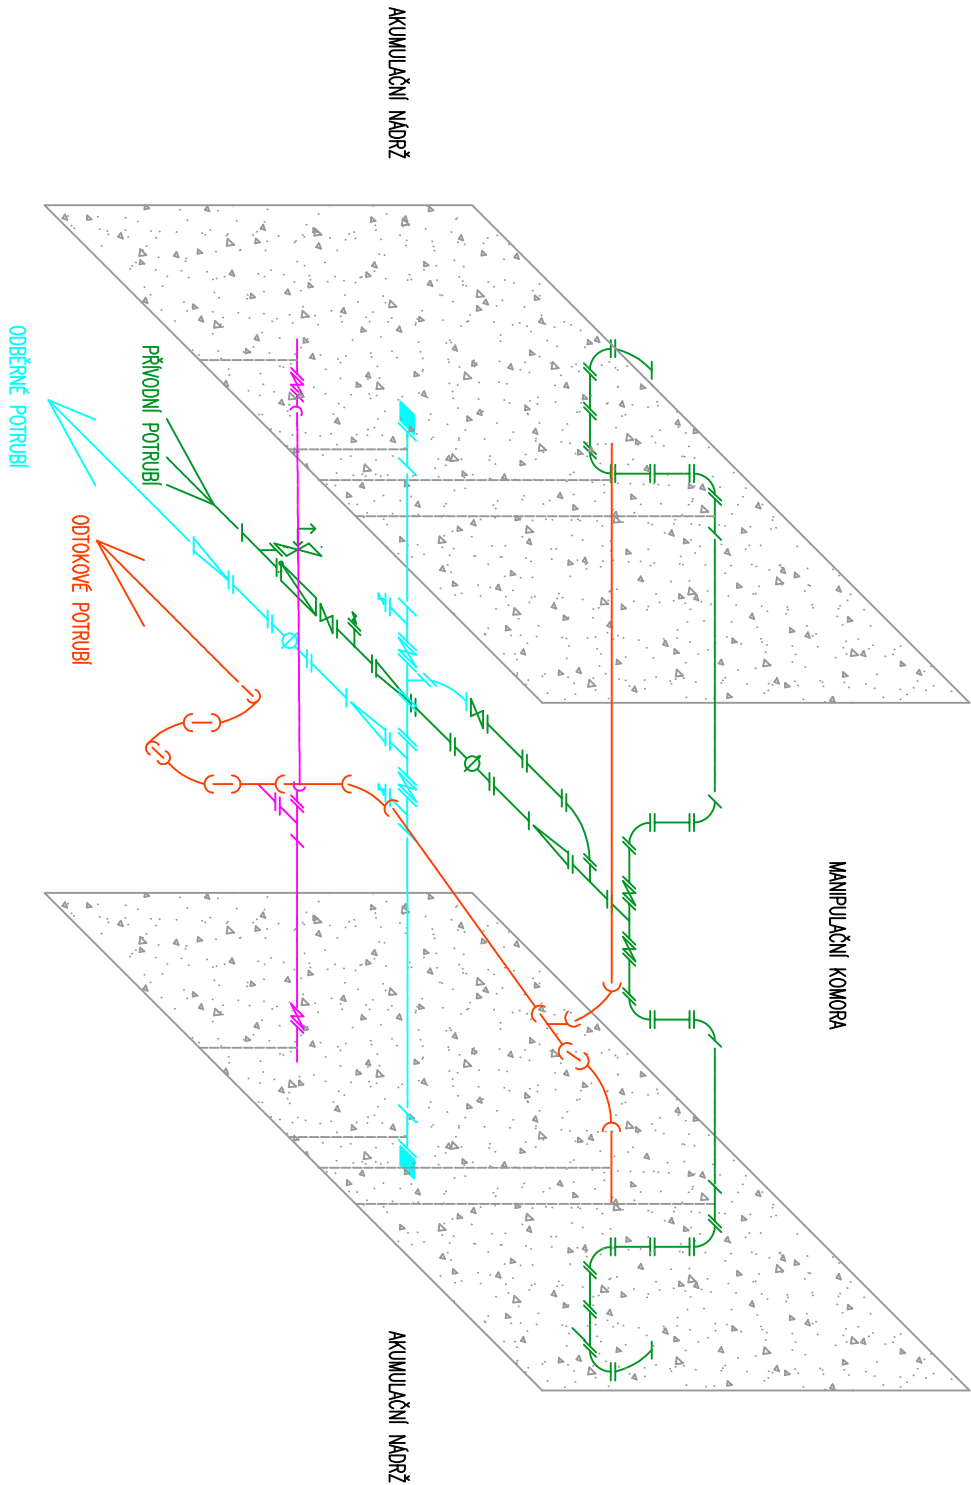 AKUMULAČNÍ NÁDRŽ
MANIPULAČNÍ KOMORA
AKUMULAČNÍ NÁDRŽ
PŘÍVODNÍ POTRUBÍ
ODBĚRNÉ POTRUBÍ
ODTOKOVÉ POTRUBÍ